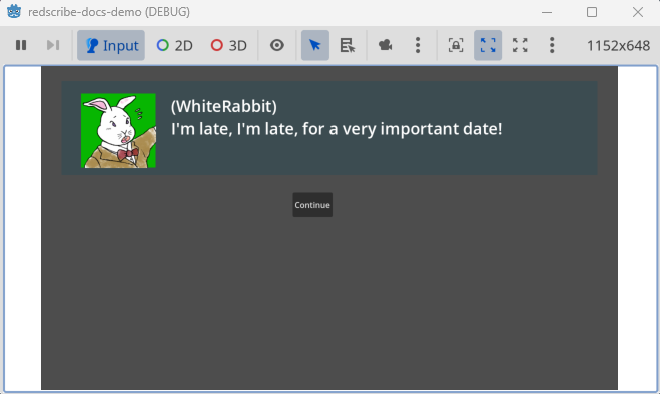 redscribe-docs-demo (DEBUG)
Input 2D 3D 1152x648
(WhiteRabbit)
I'm late, I'm late, for a very important date!
Continue